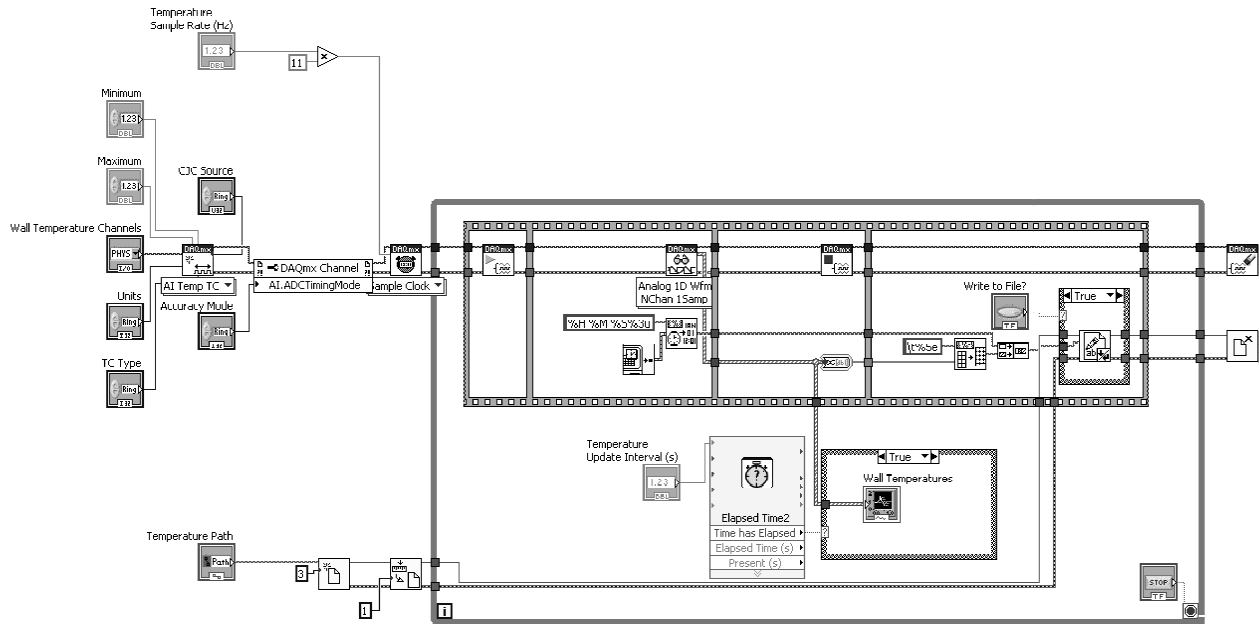 Temperature
Sample Rate (Hz)
1.23
DBL
11
x
Minimum
1.23
DBL
Maximum
1.23
DBL
CJC Source
Ring
U32
Wall Temperature Channels
PHYS
I/O
DAQmx
AI Temp TC
DAQmx Channel
AI.ADCTimingMode
DAQmx
Sample Clock
Units
Ring
I32
Accuracy Mode
Ring
I32
TC Type
Ring
I32
DAQmx
DAQmx
Analog 1D Wfm
NChan 1Samp
DAQmx
DAQmx
%H %M %S%3u
Write to File?
TF
True
\t%5e
Temperature
Update Interval (s)
1.23
DBL
Elapsed Time2
Time has Elapsed
Elapsed Time (s)
Present (s)
True
Wall Temperatures
?
Temperature Path
Path
3
1
i
STOP
TF